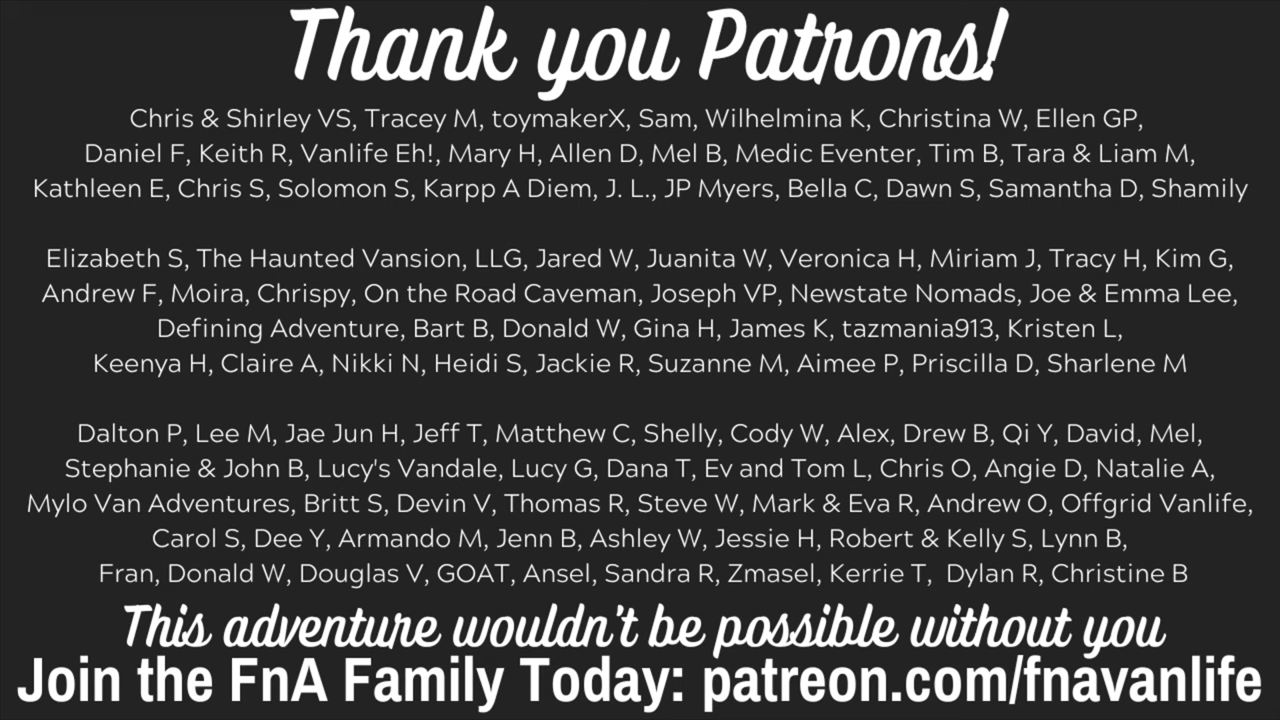 Thank you Patrons!
Chris & Shirley VS, Tracey M, toymakerX, Sam, Wilhelmina K, Christina W, Ellen GP,
Daniel F, Keith R, Vanlife Eh!, Mary H, Allen D, Mel B, Medic Eventer, Tim B, Tara & Liam M,
Kathleen E, Chris S, Solomon S, Karpp A Diem, J. L., JP Myers, Bella C, Dawn S, Samantha D, Shamily
Elizabeth S, The Haunted Vansion, LLG, Jared W, Juanita W, Veronica H, Miriam J, Tracy H, Kim G,
Andrew F, Moira, Chrispy, On the Road Caveman, Joseph VP, Newstate Nomads, Joe & Emma Lee,
Defining Adventure, Bart B, Donald W, Gina H, James K, tazmania913, Kristen L,
Keenya H, Claire A, Nikki N, Heidi S, Jackie R, Suzanne M, Aimee P, Priscilla D, Sharlene M
Dalton P, Lee M, Jae Jun H, Jeff T, Matthew C, Shelly, Cody W, Alex, Drew B, Qi Y, David, Mel,
Stephanie & John B, Lucy's Vandale, Lucy G, Dana T, Ev and Tom L, Chris O, Angie D, Natalie A,
Mylo Van Adventures, Britt S, Devin V, Thomas R, Steve W, Mark & Eva R, Andrew O, Offgrid Vanlife,
Carol S, Dee Y, Armando M, Jenn B, Ashley W, Jessie H, Robert & Kelly S, Lynn B,
Fran, Donald W, Douglas V, GOAT, Ansel, Sandra R, Zmasel, Kerrie T, Dylan R, Christine B
This adventure wouldn't be possible without you
Join the FnA Family Today: patreon.com/fnavanlife